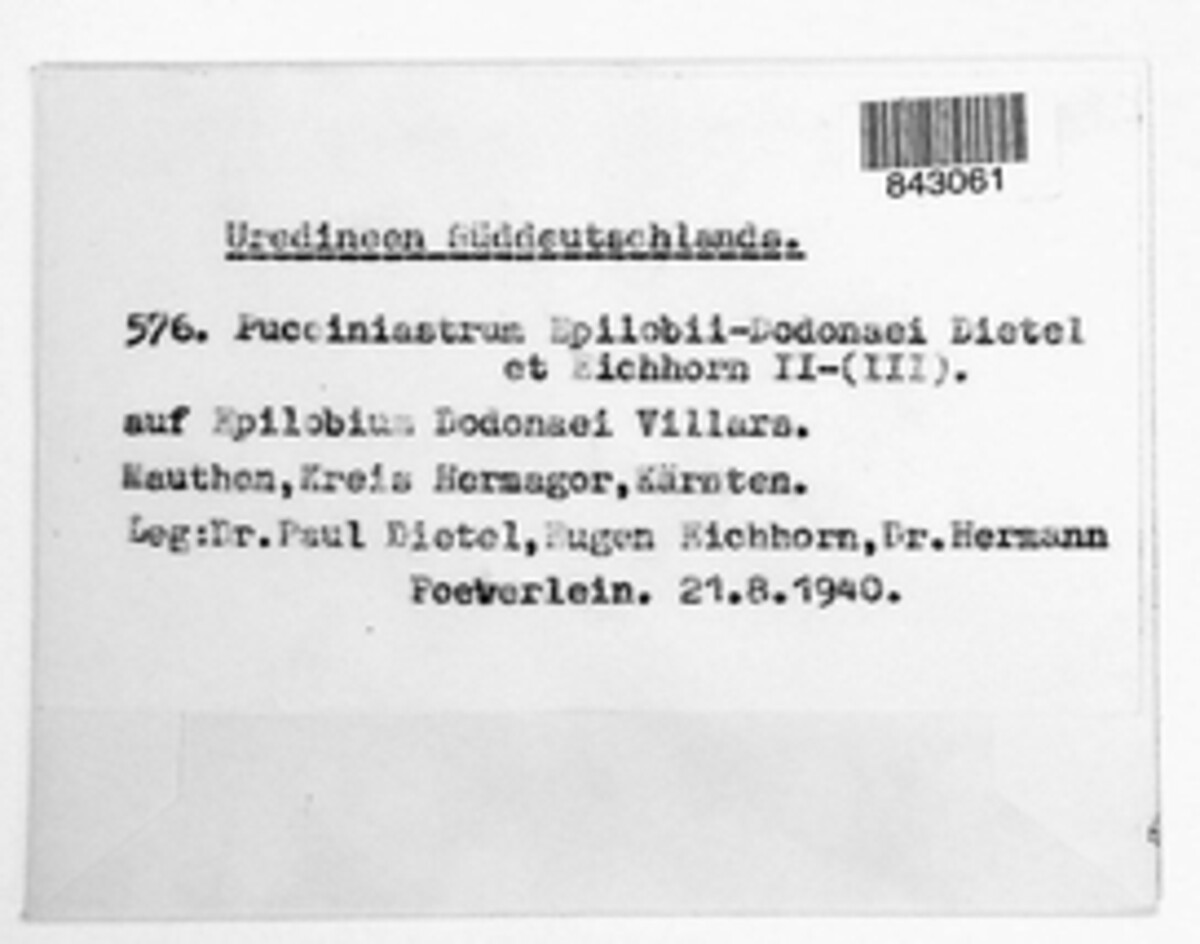 843061
Uredineen Süddeutschlands.
576. Pucciniastrum Epilobii-Dodonaei Dietel
et Eichhorn II-(III).
auf Epilobium Dodonaei Villars.
Mauthen,Kreis Hermagor,Kärnten.
Leg:Dr.Paul Dietel,Eugen Eichhorn,Dr.Hermann
Poeverlein. 21.8.1940.